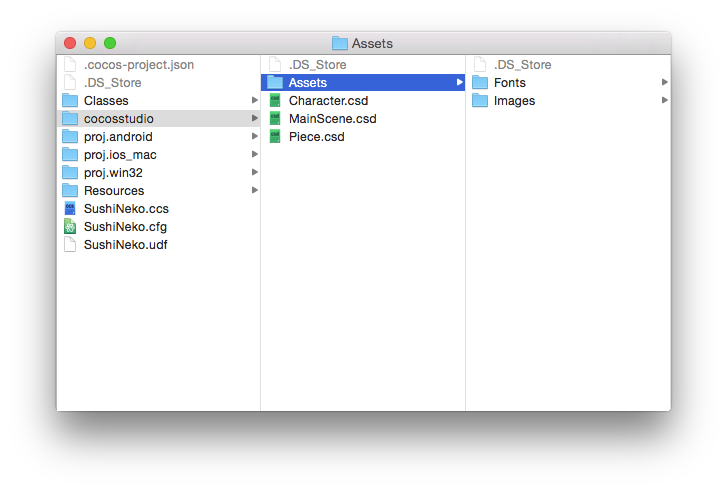 Assets
.cocos-project.json
.DS_Store
Classes
cocosstudio
proj.android
proj.ios_mac
proj.win32
Resources
SushiNeko.ccs
SushiNeko.cfg
SushiNeko.udf
.DS_Store
Assets
Character.csd
MainScene.csd
Piece.csd
.DS_Store
Fonts
Images